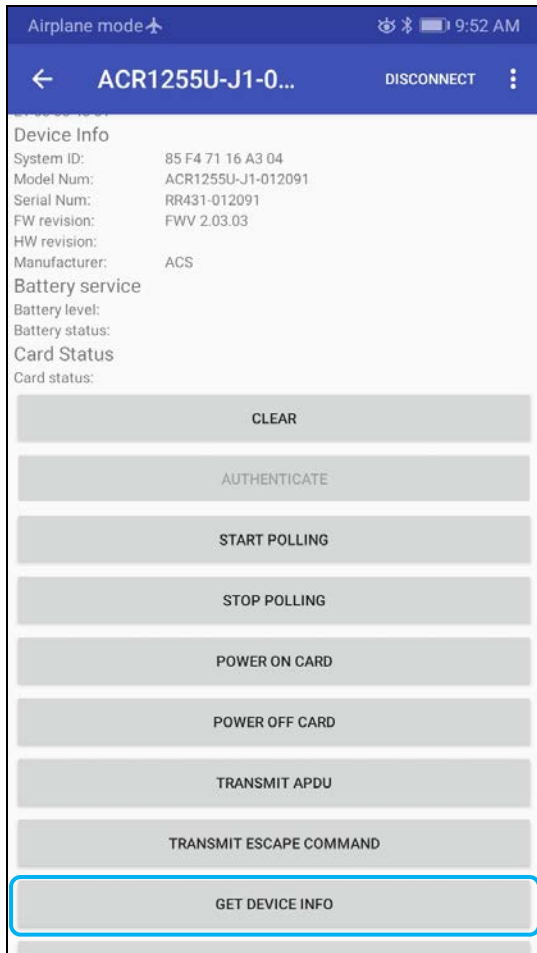 Airplane mode 9:52 AM
ACR1255U-J1-0... DISCONNECT
Device Info
System ID: 85 F4 71 16 A3 04
Model Num: ACR1255U-J1-012091
Serial Num: RR431-012091
FW revision: FWV 2.03.03
HW revision:
Manufacturer: ACS
Battery service
Battery level:
Battery status:
Card Status
Card status:
CLEAR
AUTHENTICATE
START POLLING
STOP POLLING
POWER ON CARD
POWER OFF CARD
TRANSMIT APDU
TRANSMIT ESCAPE COMMAND
GET DEVICE INFO